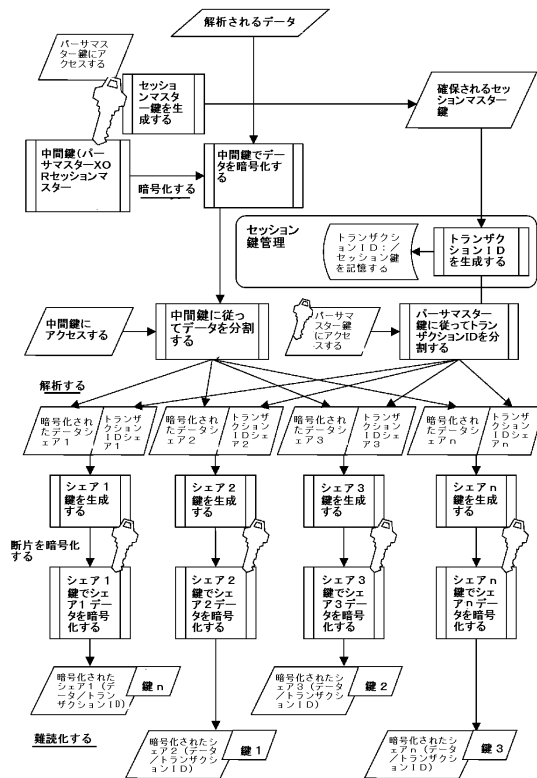 解析されるデータ
パーサマス
ター鍵にア
クセスする
セッショ
ンマスタ
ー鍵を生
成する
確保されるセッ
ションマスター
鍵
中間鍵(パー
サマスターXO
Rセッションマ
スター
暗号化する
中間鍵でデー
タを暗号化す
る
セッション
鍵管理
トランザクシ
ョンID:/
セッション鍵
を記憶する
トランザク
ションID
を生成する
中間鍵に
アクセスする
中間鍵に従っ
てデータを分割
する
パーサマス
ター鍵
にアクセ
スする
パーサマスター
鍵に従ってトラン
ザクションIDを分
割する
解析する
暗号化され
たデータシ
ェア1
トランザク
ション
IDシェ
ア1
暗号化され
たデータシ
ェア2
トランザク
ション
IDシェ
ア2
暗号化され
たデータシ
ェア3
トランザク
ション
IDシェ
ア3
暗号化され
たデータシ
ェアn
トランザク
ション
IDシェ
アn
シェア1
鍵を生成
する
シェア2
鍵を生成
する
シェア3
鍵を生成
する
シェアn
鍵を生成
する
断片を暗号化
する
シェア1
鍵でシェ
ア1データ
を暗号化
する
シェア2
鍵でシェ
ア2データ
を暗号化
する
シェア3
鍵でシェ
ア3データ
を暗号化
する
シェアn
鍵でシェ
アnデータ
を暗号化
する
暗号化された
シェア1(デー
タ/トランザ
クションID)
鍵n
暗号化された
シェア3(デー
タ/トランザ
クションID)
鍵2
難読化する
暗号化されたシ
ェア2(データ
/トランザクシ
ョンID)
鍵1
暗号化されたシ
ェアn(データ
/トランザクシ
ョンID)
鍵3